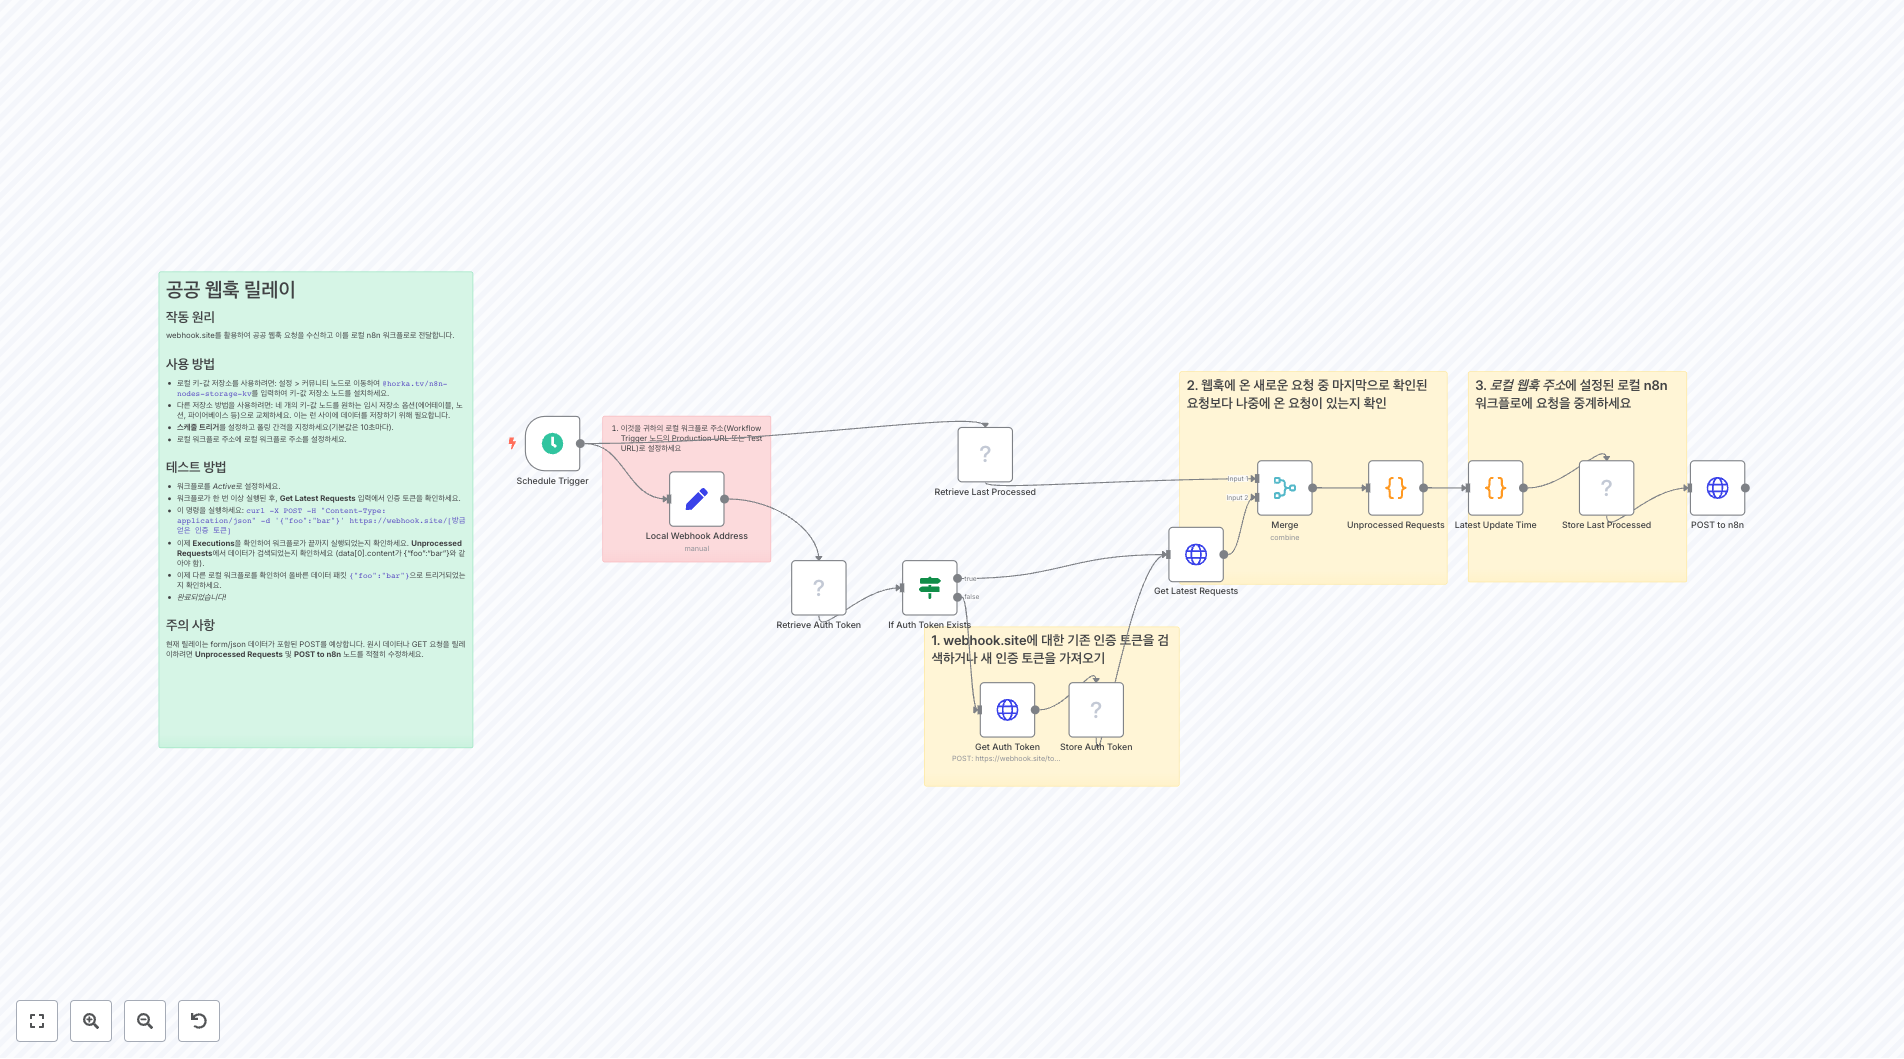 공공 웹훅 릴레이
작동 원리
webhook.site를 활용하여 공공 웹훅 요청을 수신하고 이를 로컬 n8n 워크플로로 전달합니다.
사용 방법
로컬 키-값 저장소를 사용하려면: 설정 > 커뮤니티 노드로 이동하여 @horka.tv/n8n-
nodes-storage-kv를 입력하여 키-값 저장소 노드를 설치하세요.
다른 저장소 방법을 사용하려면: 네 개의 키-값 노드를 원하는 임시 저장소 옵션(에어테이블, 노
션, 파이어베이스 등)으로 교체하세요. 이는 런 사이에 데이터를 저장하기 위해 필요합니다.
스케줄 트리거를 설정하고 폴링 간격을 지정하세요(기본값은 10초마다).
로컬 워크플로 주소에 로컬 워크플로 주소를 설정하세요.
테스트 방법
워크플로를 Active로 설정하세요.
워크플로가 한 번 이상 실행된 후, Get Latest Requests 입력에서 인증 토큰을 확인하세요.
이 명령을 실행하세요: curl -X POST -H "Content-Type:
application/json" -d '{"foo":"bar"}' https://webhook.site/[방금
얻은 인증 토큰]
이제 Executions을 확인하여 워크플로가 끝까지 실행되었는지 확인하세요. Unprocessed
Requests에서 데이터가 검색되었는지 확인하세요 (data[0].content가 {"foo":"bar"}와 같
아야 함).
이제 다른 로컬 워크플로를 확인하여 올바른 데이터 패킷 {"foo":"bar"}으로 트리거되었는
지 확인하세요.
완료되었습니다!
주의 사항
현재 릴레이는 form/json 데이터가 포함된 POST를 예상합니다. 원시 데이터나 GET 요청을 릴레
이하려면 Unprocessed Requests 및 POST to n8n 노드를 적절히 수정하세요.
Schedule Trigger
1. 이것을 귀하의 로컬 워크플로 주소(Workflow
Trigger 노드의 Production URL 또는 Test
URL)로 설정하세요
Local Webhook Address
manual
Retrieve Auth Token
If Auth Token Exists
true
false
Retrieve Last Processed
1. webhook.site에 대한 기존 인증 토큰을 검
색하거나 새 인증 토큰을 가져오기
Get Auth Token
POST: https://webhook.site/to...
Store Auth Token
Get Latest Requests
2. 웹훅에 온 새로운 요청 중 마지막으로 확인된
요청보다 나중에 온 요청이 있는지 확인
Input 1
Input 2
Merge
combine
Unprocessed Requests
3. 로컬 웹훅 주소에 설정된 로컬 n8n
워크플로에 요청을 중계하세요
Latest Update Time
Store Last Processed
POST to n8n